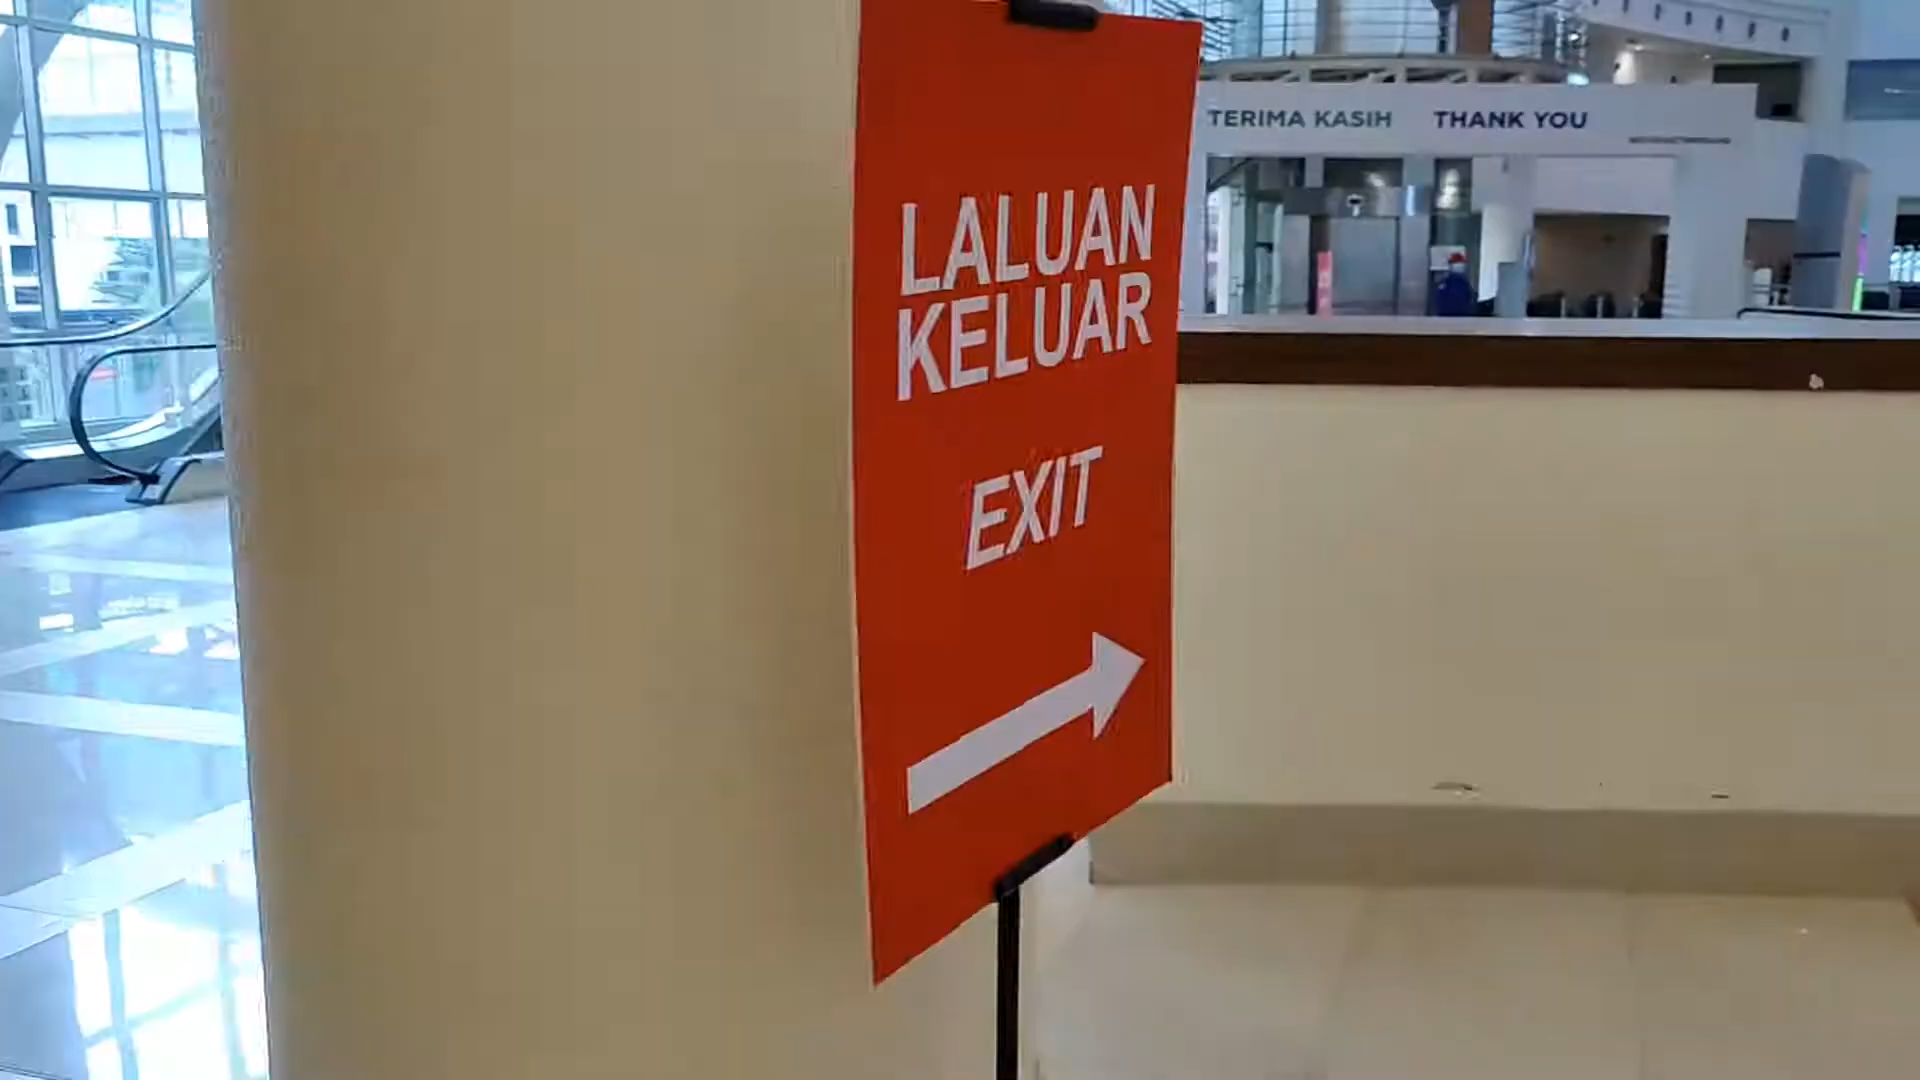 TERIMA KASIH THANK YOU
LALUAN
KELUAR
EXIT